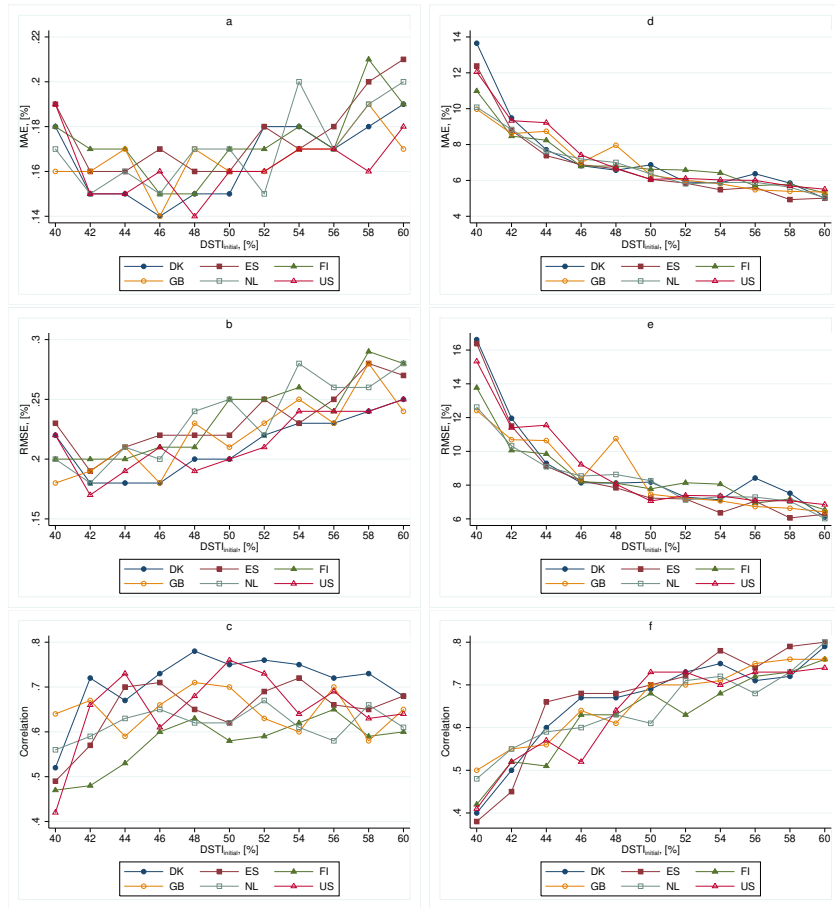 a
MAE, [%]
.22
.2
.18
.16
.14
40 42 44 46 48 50 52 54 56 58 60
DSTI_initial, [%]
DK ES FI
GB NL US
d
MAE, [%]
14
12
10
8
6
4
40 42 44 46 48 50 52 54 56 58 60
DSTI_initial, [%]
DK ES FI
GB NL US
b
RMSE, [%]
.3
.25
.2
.15
40 42 44 46 48 50 52 54 56 58 60
DSTI_initial, [%]
DK ES FI
GB NL US
e
RMSE, [%]
16
14
12
10
8
6
40 42 44 46 48 50 52 54 56 58 60
DSTI_initial, [%]
DK ES FI
GB NL US
c
Correlation
.8
.7
.6
.5
.4
40 42 44 46 48 50 52 54 56 58 60
DSTI_initial, [%]
DK ES FI
GB NL US
f
Correlation
.8
.7
.6
.5
.4
40 42 44 46 48 50 52 54 56 58 60
DSTI_initial, [%]
DK ES FI
GB NL US